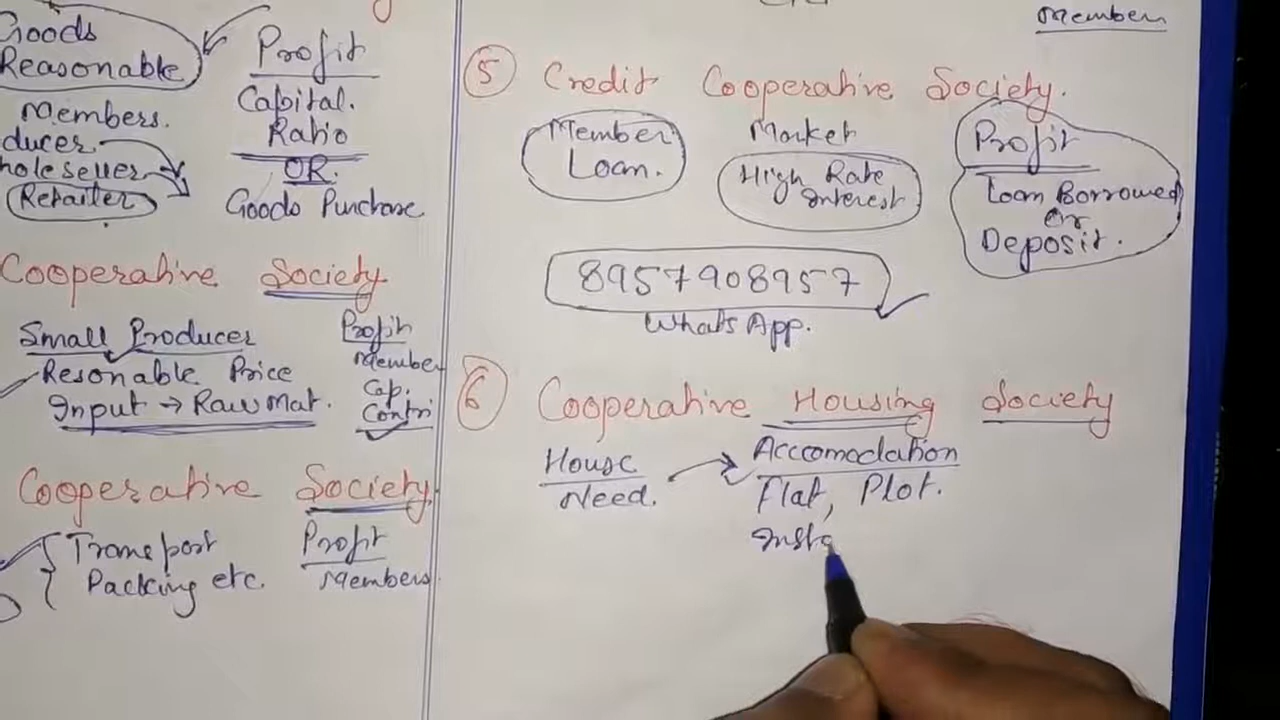 Goods
Reasonable
Members.
ducer
holeseller
Retailer
Profit
Capital.
Ratio
OR.
Goods Purchase
Cooperative Society
Small Producer
Resonable Price
Input → Raw Mat.
Profit
Member
Cap.
Contri
Cooperative Society
Transport
Packing etc.
Profit
Members
Member
5 Credit Cooperative Society.
Member
Loan.
Market
High Rate
Interest
Profit
Loan Borrowed
or
Deposit.
8957908957
WhatsApp.
6 Cooperative Housing Society
House
Need.
Accomodation
Flat, Plot.
Insta